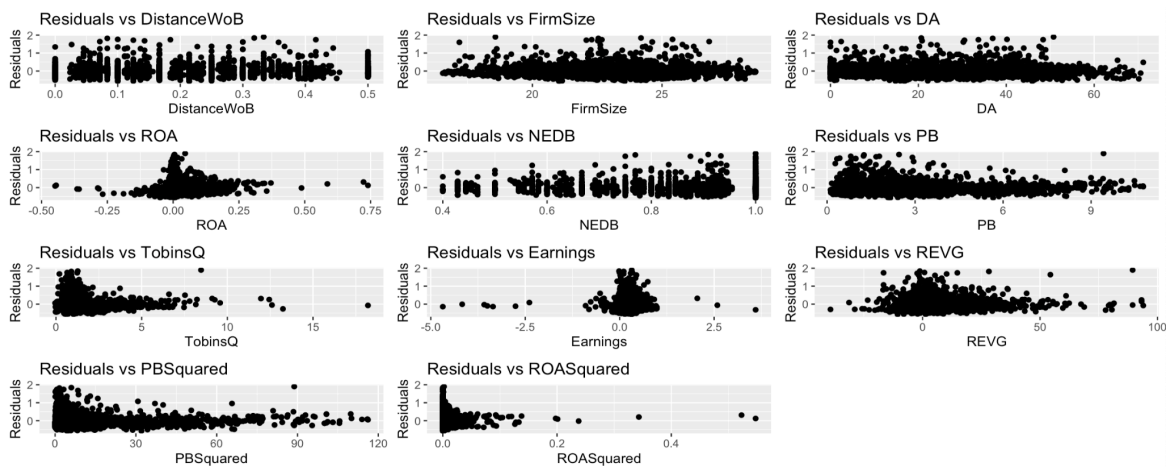 Residuals vs DistanceWoB
Residuals
2
1
0
0.0 0.1 0.2 0.3 0.4 0.5
DistanceWoB
Residuals vs FirmSize
Residuals
2
1
0
20 25
FirmSize
Residuals vs DA
Residuals
2
1
0
0 20 40 60
DA
Residuals vs ROA
Residuals
2
1
0
-0.50 -0.25 0.00 0.25 0.50 0.75
ROA
Residuals vs NEDB
Residuals
2
1
0
0.4 0.6 0.8 1.0
NEDB
Residuals vs PB
Residuals
2
1
0
0 3 6 9
PB
Residuals vs TobinsQ
Residuals
2
1
0
0 5 10 15
TobinsQ
Residuals vs Earnings
Residuals
2
1
0
-5.0 -2.5 0.0 2.5
Earnings
Residuals vs REVG
Residuals
2
1
0
0 50 100
REVG
Residuals vs PBSquared
Residuals
2
1
0
0 30 60 90 120
PBSquared
Residuals vs ROASquared
Residuals
2
1
0
0.0 0.2 0.4
ROASquared